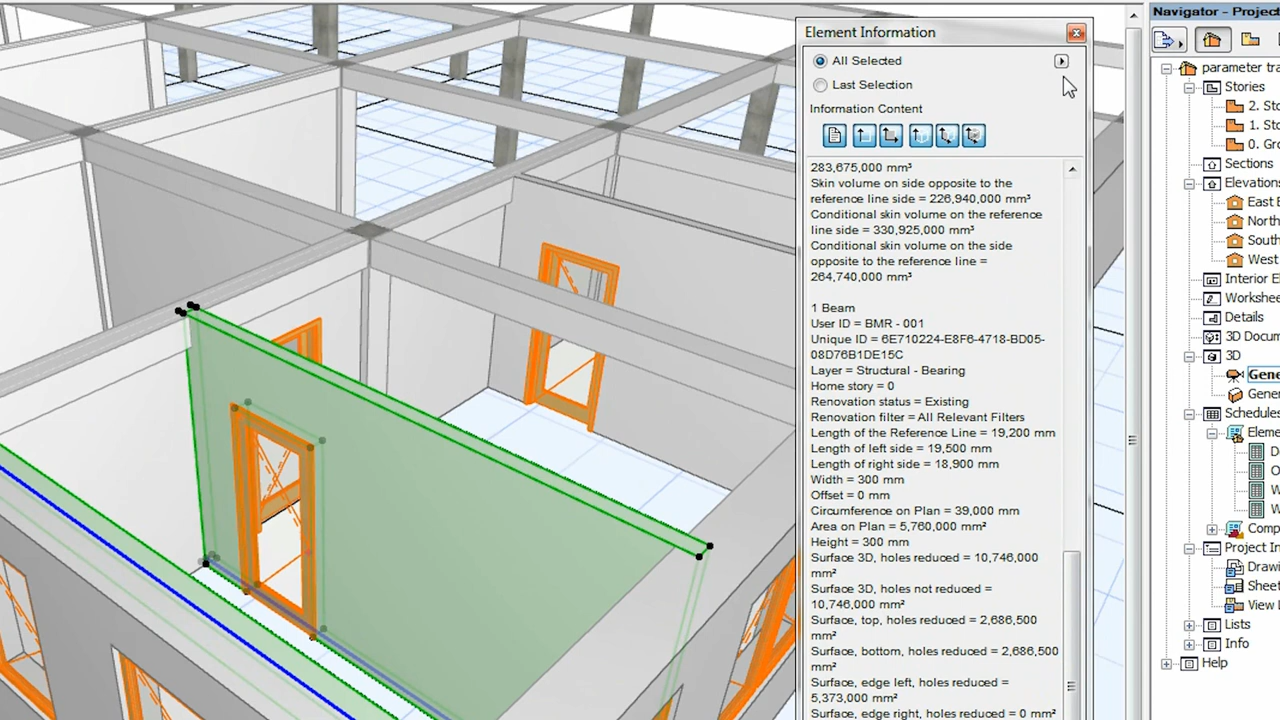 Element Information
All Selected
Last Selection
Information Content
283,675,000 mm³
Skin volume on side opposite to the
reference line side = 226,940,000 mm³
Conditional skin volume on the reference
line side = 330,925,000 mm³
Conditional skin volume on the side
opposite to the reference line =
264,740,000 mm³
1 Beam
User ID = BMR - 001
Unique ID = 6E710224-E8F6-4718-BD05-
08D76B1DE15C
Layer = Structural - Bearing
Home story = 0
Renovation status = Existing
Renovation filter = All Relevant Filters
Length of the Reference Line = 19,200 mm
Length of left side = 19,500 mm
Length of right side = 18,900 mm
Width = 300 mm
Offset = 0 mm
Circumference on Plan = 39,000 mm
Area on Plan = 5,760,000 mm²
Height = 300 mm
Surface 3D, holes reduced = 10,746,000
mm²
Surface 3D, holes not reduced =
10,746,000 mm²
Surface, top, holes reduced = 2,686,500
mm²
Surface, bottom, holes reduced = 2,686,500
mm²
Surface, edge left, holes reduced =
5,373,000 mm²
Surface, edge right, holes reduced = 0 mm²
Navigator - Project
parameter tra
Stories
2. Sto
1. Sto
0. Gro
Sections
Elevations
East E
North
South
West
Interior E
Workshee
Details
3D Docum
3D
Gene
Gener
Schedules
Eleme
D
O
W
W
Compo
Project In
Drawi
Sheet
View L
Lists
Info
Help